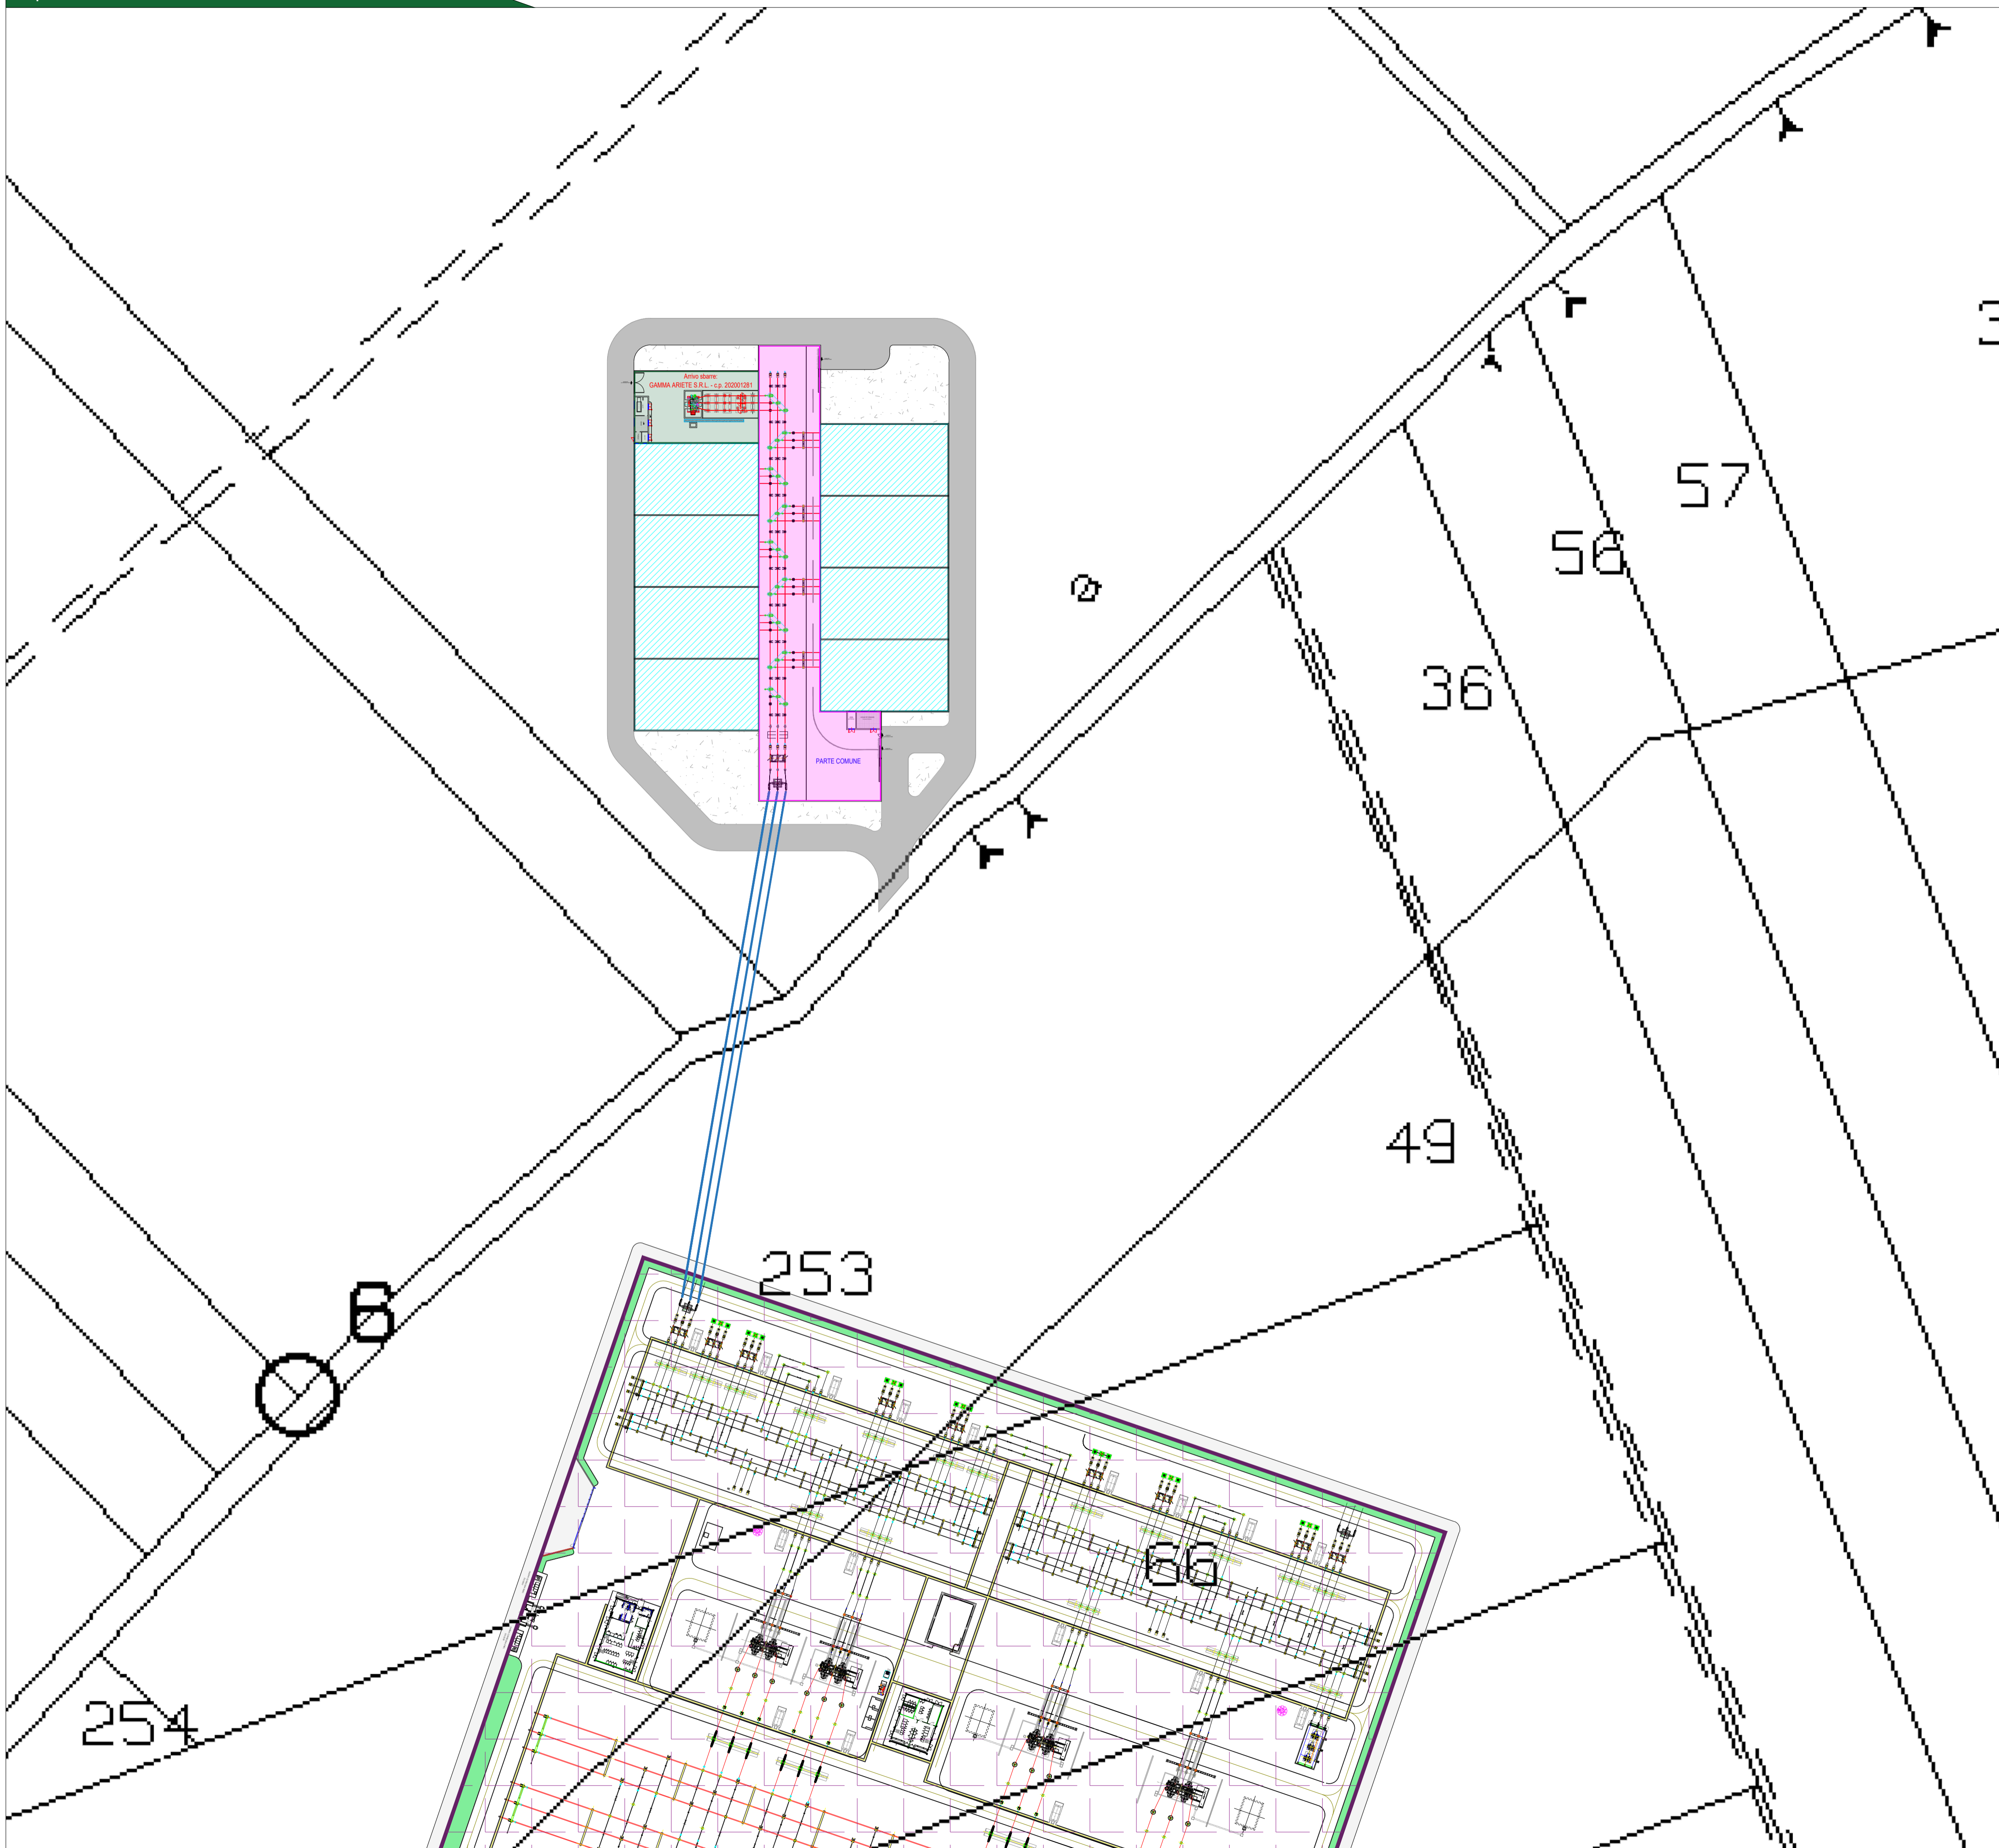 Arrivo sbarre:
GAMMA ARIETE S.R.L. - c.p. 202001281
57
56
36
PARTE COMUNE
49
253
6
66
254